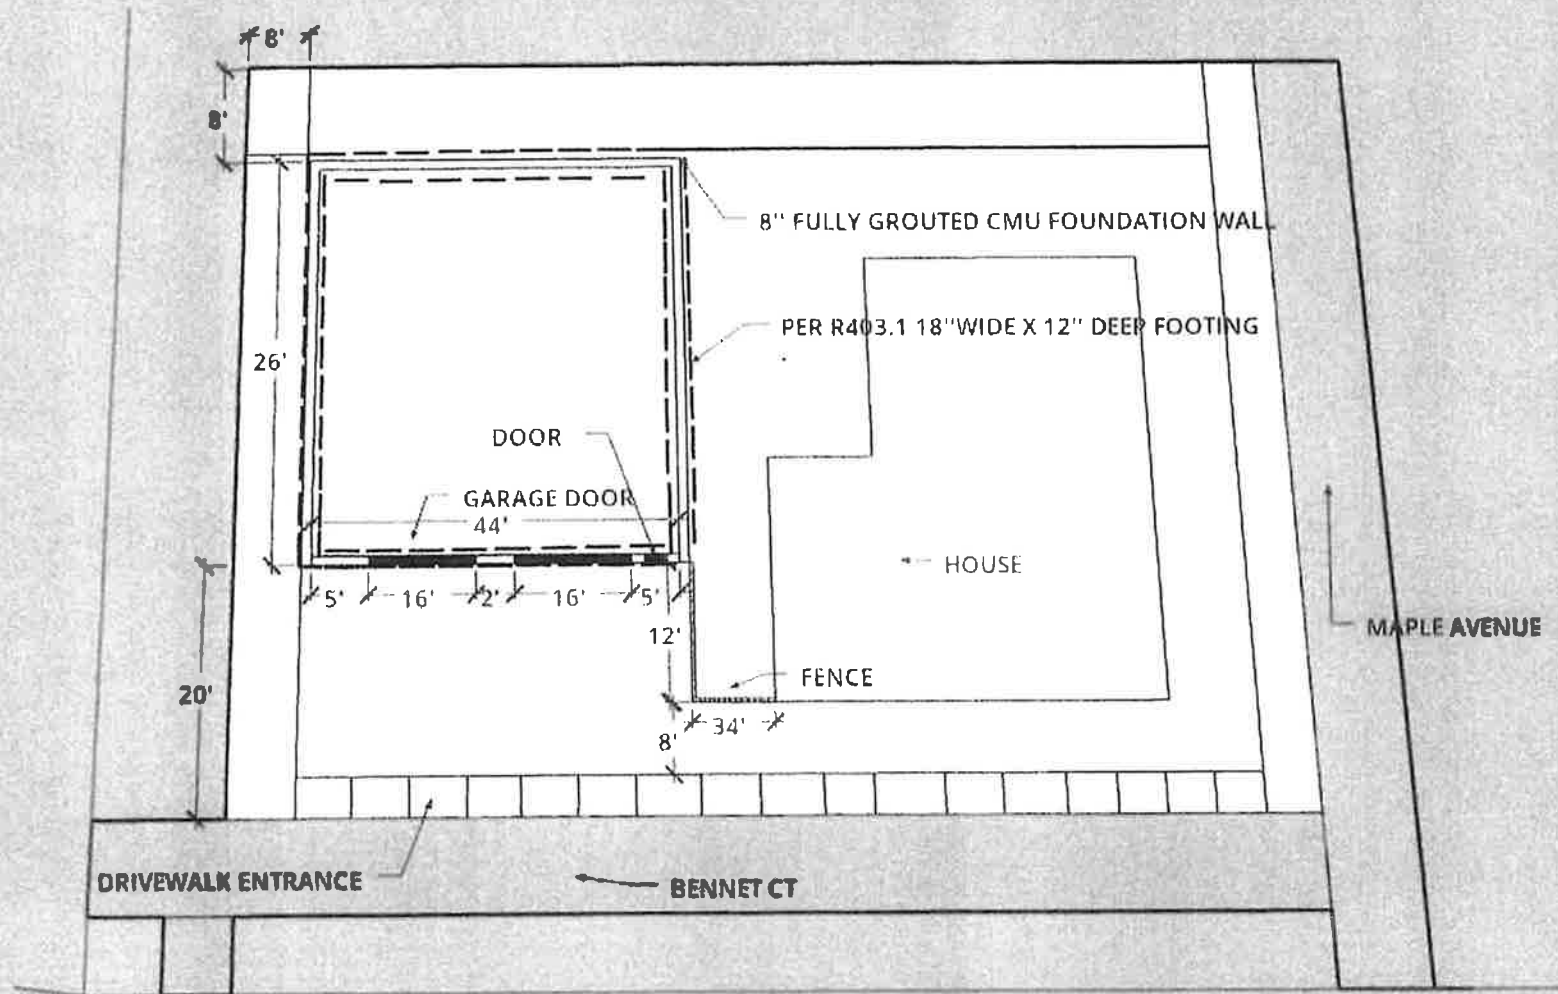 8'
8'
8" FULLY GROUTED CMU FOUNDATION WALL
PER R403.1 18"WIDE X 12" DEEP FOOTING
26'
DOOR
GARAGE DOOR
44'
HOUSE
5' 16' 2' 16' 5'
12'
MAPLE AVENUE
FENCE
20'
34'
8'
DRIVEWALK ENTRANCE
BENNET CT